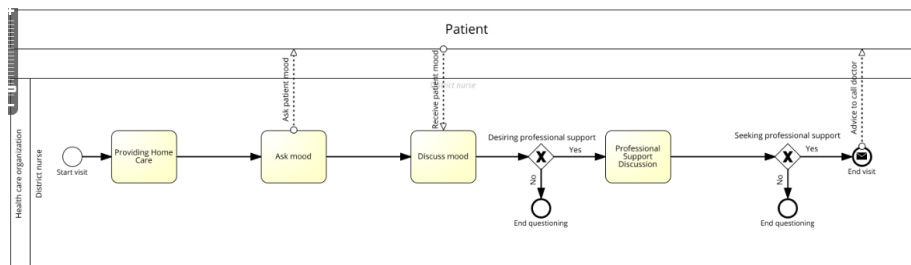 Patient
Ask patient mood
Receive patient mood
District nurse
Advice to call doctor
Health care organization
District nurse
Start visit
Providing Home
Care
Ask mood
Discuss mood
Desiring professional support
Yes
No
End questioning
Professional
Support
Discussion
Seeking professional support
Yes
No
End questioning
End visit